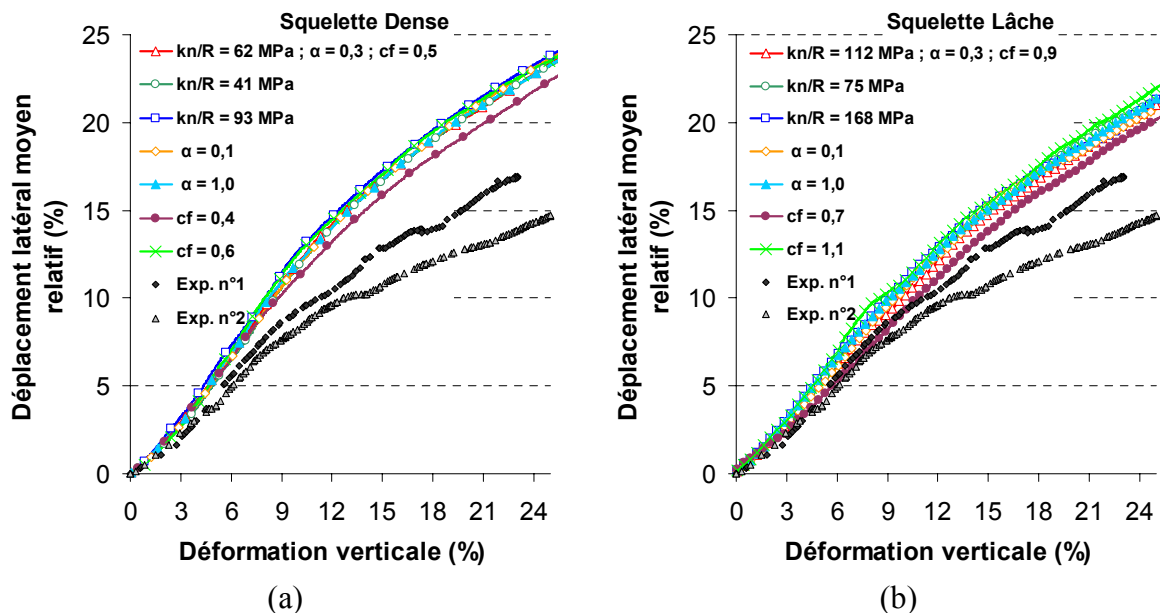 Squelette Dense
25
20
15
10
5
0
Déplacement latéral moyen
relatif (%)
kn/R = 62 MPa ; α = 0,3 ; cf = 0,5
kn/R = 41 MPa
kn/R = 93 MPa
α = 0,1
α = 1,0
cf = 0,4
cf = 0,6
Exp. n°1
Exp. n°2
0 3 6 9 12 15 18 21 24
Déformation verticale (%)
(a)
Squelette Lâche
25
20
15
10
5
0
Déplacement latéral moyen
relatif (%)
kn/R = 112 MPa ; α = 0,3 ; cf = 0,9
kn/R = 75 MPa
kn/R = 168 MPa
α = 0,1
α = 1,0
cf = 0,7
cf = 1,1
Exp. n°1
Exp. n°2
0 3 6 9 12 15 18 21 24
Déformation verticale (%)
(b)